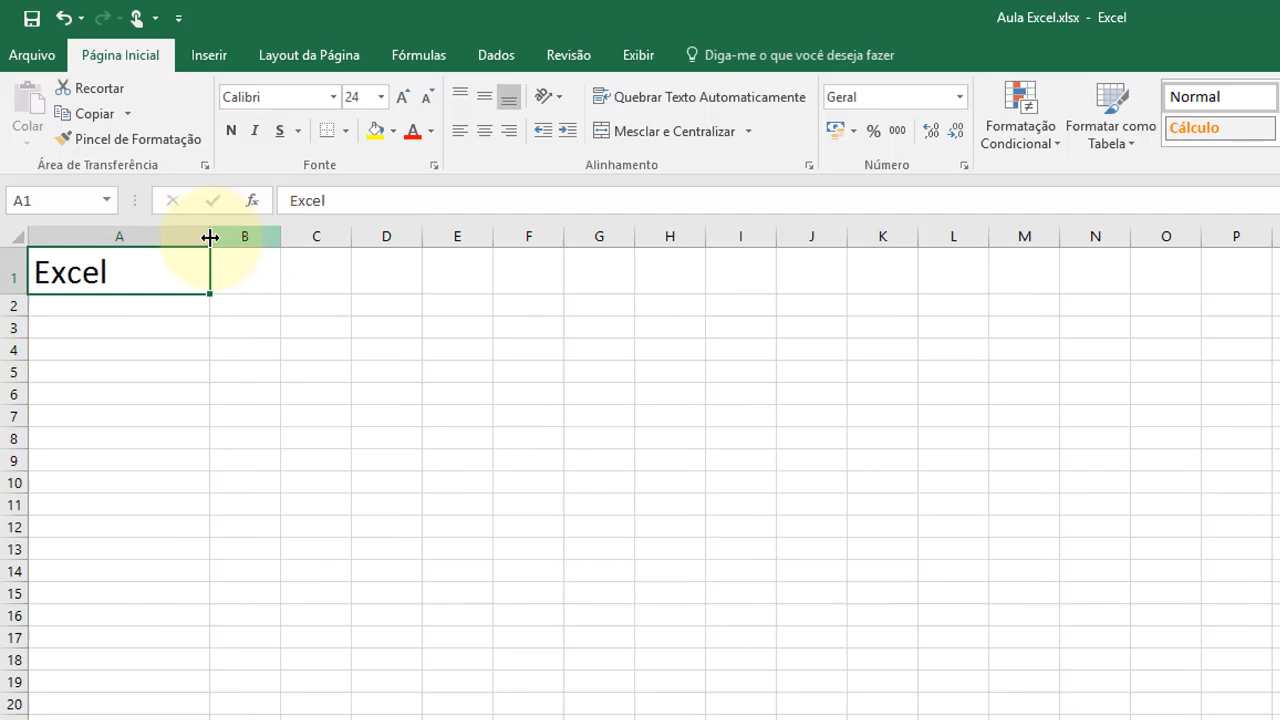 Aula Excel.xlsx - Excel
Arquivo Página Inicial Inserir Layout da Página Fórmulas Dados Revisão Exibir Diga-me o que você deseja fazer
Colar
Recortar
Copiar
Pincel de Formatação
Área de Transferência
Calibri 24
N I S A
Fonte
Quebrar Texto Automaticamente
Mesclar e Centralizar
Alinhamento
Geral
% 000
Número
Formatação
Condicional
Formatar como
Tabela
Normal
Cálculo
A1 fx Excel
A B C D E F G H I J K L M N O P
1 Excel
2
3
4
5
6
7
8
9
10
11
12
13
14
15
16
17
18
19
20